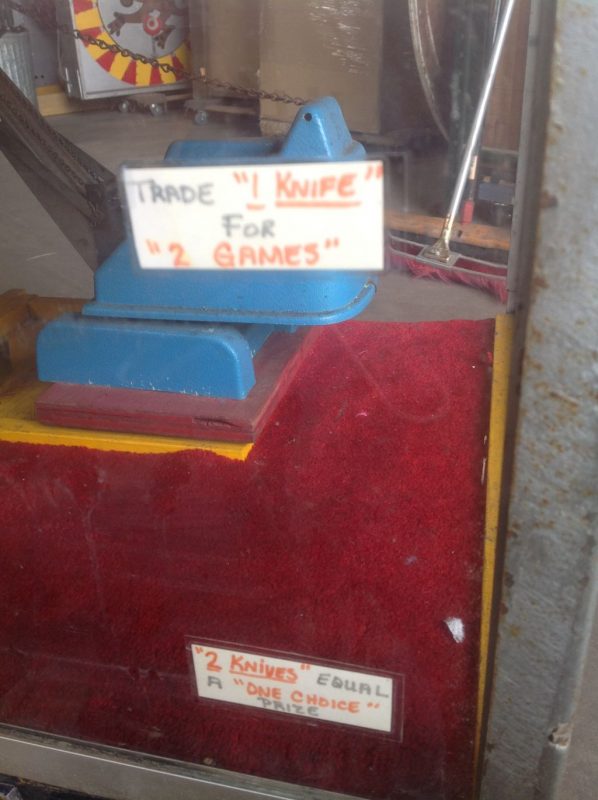 TRADE "1 KNIFE"
FOR
"2 GAMES"
"2 KNIVES" EQUAL
A "ONE CHOICE"
PRIZE